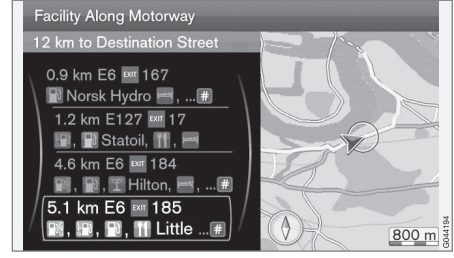 Facility Along Motorway
12 km to Destination Street
0.9 km E6 EXIT 167
Norsk Hydro , , ... #
1.2 km E127 EXIT 17
, Statoil, ,
4.6 km E6 EXIT 184
, , Hilton, , ... #
5.1 km E6 EXIT 185
, , , Little ... #
800 m
G044194